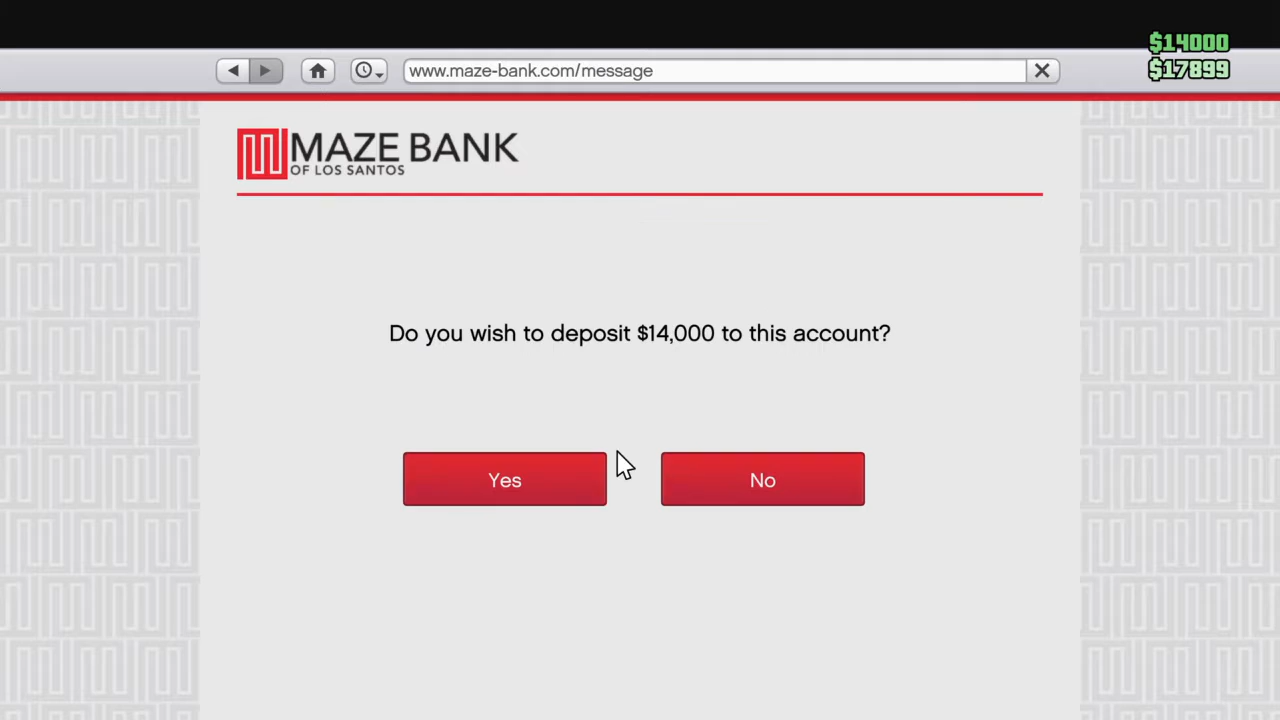 $14000
www.maze-bank.com/message
$17899
MAZE BANK
OF LOS SANTOS
Do you wish to deposit $14,000 to this account?
Yes
No